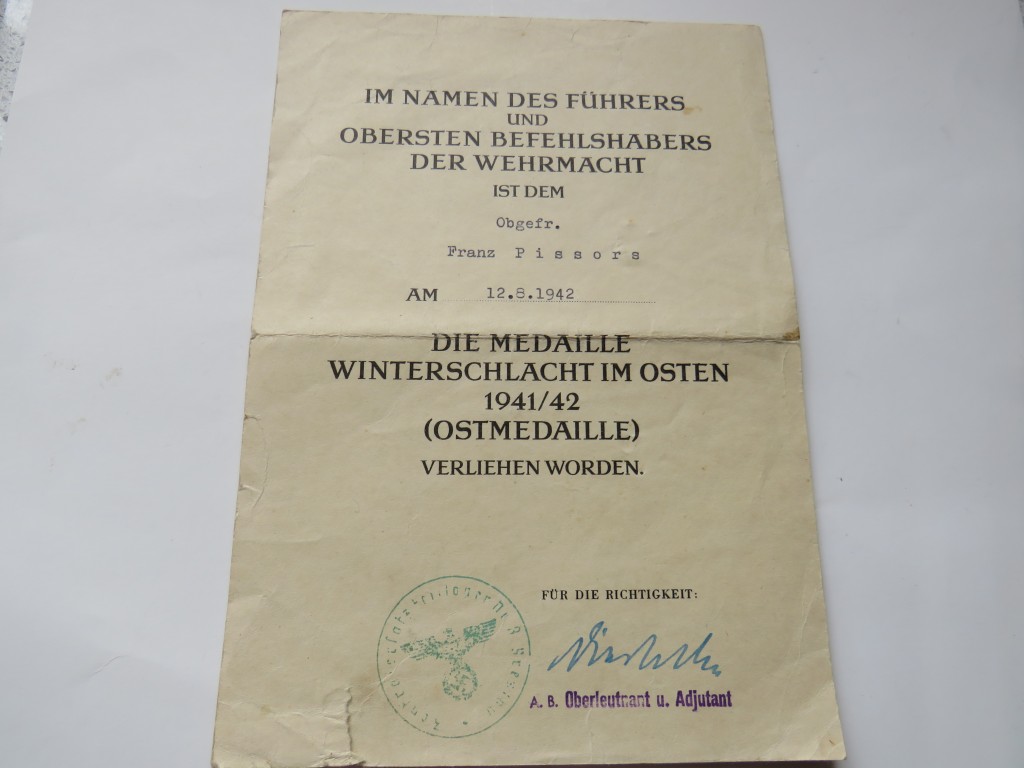 IM NAMEN DES FÜHRERS
UND
OBERSTEN BEFEHLSHABERS
DER WEHRMACHT
IST DEM
Obgefr.
Franz Pissors
AM 12.8.1942
DIE MEDAILLE
WINTERSCHLACHT IM OSTEN
1941/42
(OSTMEDAILLE)
VERLIEHEN WORDEN.
FÜR DIE RICHTIGKEIT:
A. B. Oberleutnant u. Adjutant